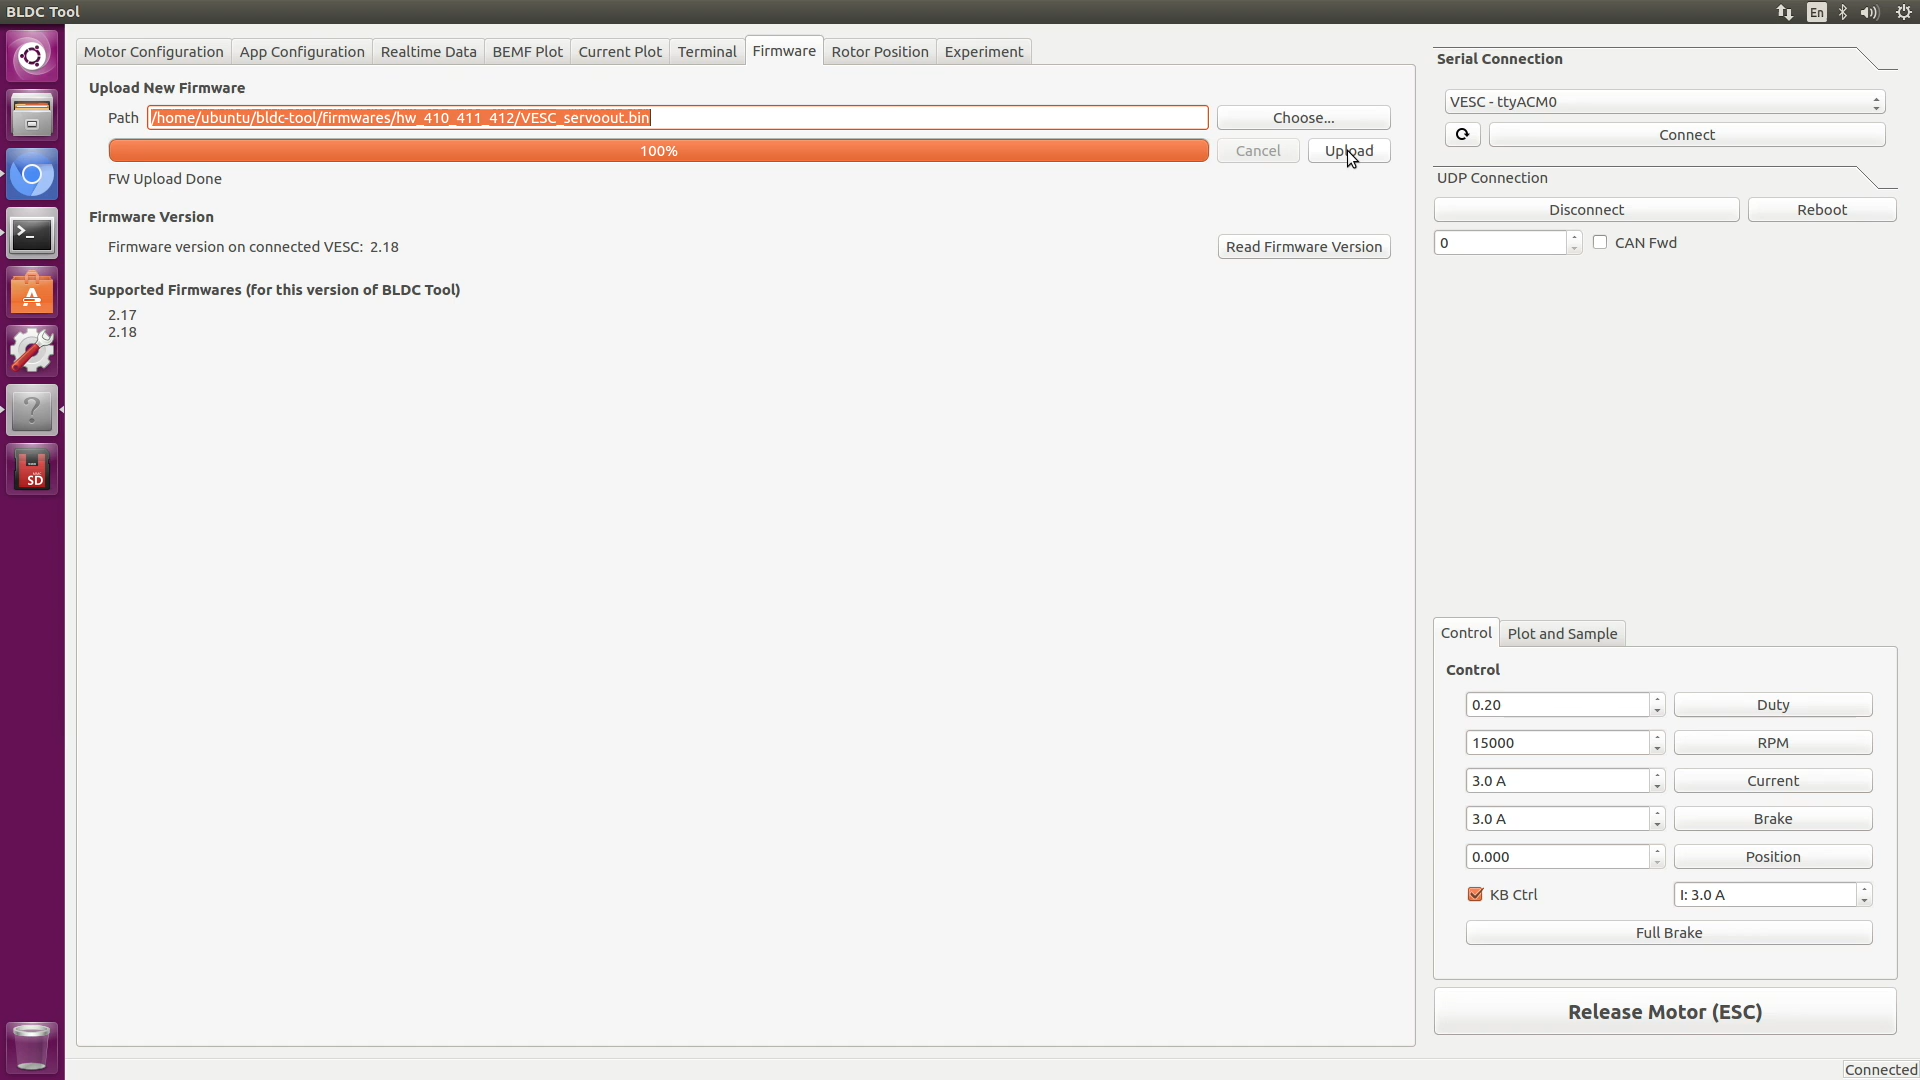 BLDC Tool
En
Motor Configuration App Configuration Realtime Data BEMF Plot Current Plot Terminal Firmware Rotor Position Experiment
Upload New Firmware
Path /home/ubuntu/bldc-tool/firmwares/hw_410_411_412/VESC_servoout.bin Choose...
100% Cancel Upload
FW Upload Done
Firmware Version
Firmware version on connected VESC: 2.18 Read Firmware Version
Supported Firmwares (for this version of BLDC Tool)
2.17
2.18
SD
Serial Connection
VESC - ttyACM0
Connect
UDP Connection
Disconnect Reboot
0 CAN Fwd
Control Plot and Sample
Control
0.20 Duty
15000 RPM
3.0 A Current
3.0 A Brake
0.000 Position
KB Ctrl I: 3.0 A
Full Brake
Release Motor (ESC)
Connected